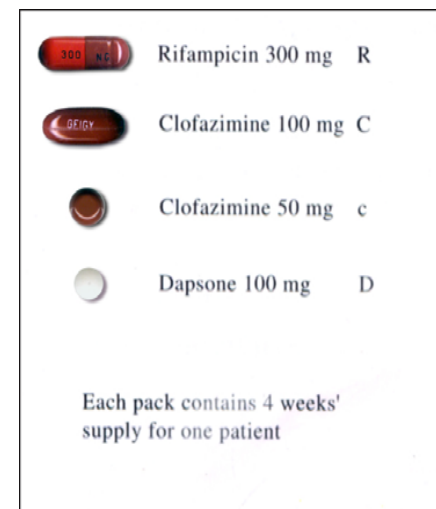 300 NG Rifampicin 300 mg R
GEIGY Clofazimine 100 mg C
Clofazimine 50 mg c
Dapsone 100 mg D
Each pack contains 4 weeks'
supply for one patient